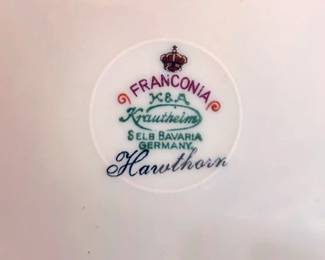 FRANCONIA
K&A
Krautheim
SELB BAVARIA
GERMANY
Hawthorn